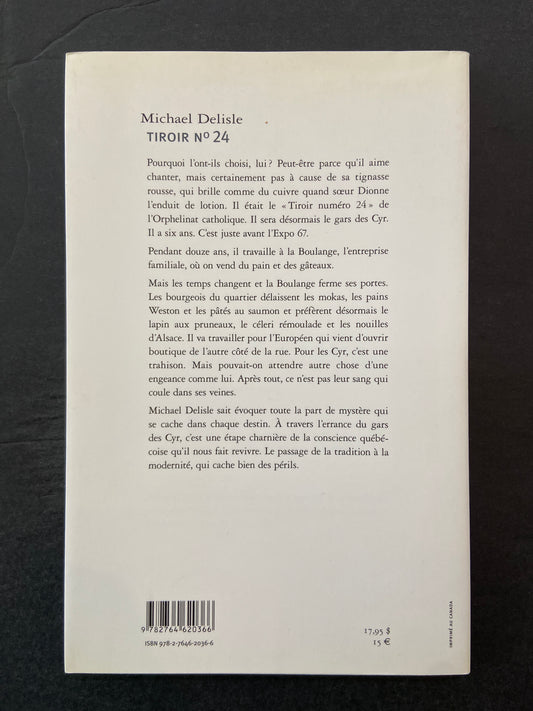 Michael Delisle
TIROIR Nº 24
Pourquoi l'ont-ils choisi, lui ? Peut-être parce qu'il aime
chanter, mais certainement pas à cause de sa tignasse
rousse, qui brille comme du cuivre quand sœur Dionne
l'enduit de lotion. Il était le « Tiroir numéro 24 » de
l'Orphelinat catholique. Il sera désormais le gars des Cyr.
Il a six ans. C'est juste avant l'Expo 67.
Pendant douze ans, il travaille à la Boulange, l'entreprise
familiale, où on vend du pain et des gâteaux.
Mais les temps changent et la Boulange ferme ses portes.
Les bourgeois du quartier délaissent les mokas, les pains
Weston et les pâtés au saumon et préfèrent désormais le
lapin aux pruneaux, le céleri rémoulade et les nouilles
d'Alsace. Il va travailler pour l'Européen qui vient d'ouvrir
boutique de l'autre côté de la rue. Pour les Cyr, c'est une
trahison. Mais pouvait-on attendre autre chose d'une
engeance comme lui. Après tout, ce n'est pas leur sang qui
coule dans ses veines.
Michael Delisle sait évoquer toute la part de mystère qui
se cache dans chaque destin. À travers l'errance du gars
des Cyr, c'est une étape charnière de la conscience québé-
coise qu'il nous fait revivre. Le passage de la tradition à la
modernité, qui cache bien des périls.
9 782764 620366
ISBN 978-2-7646-2036-6
17,95 $
15 €
IMPRIMÉ AU CANADA